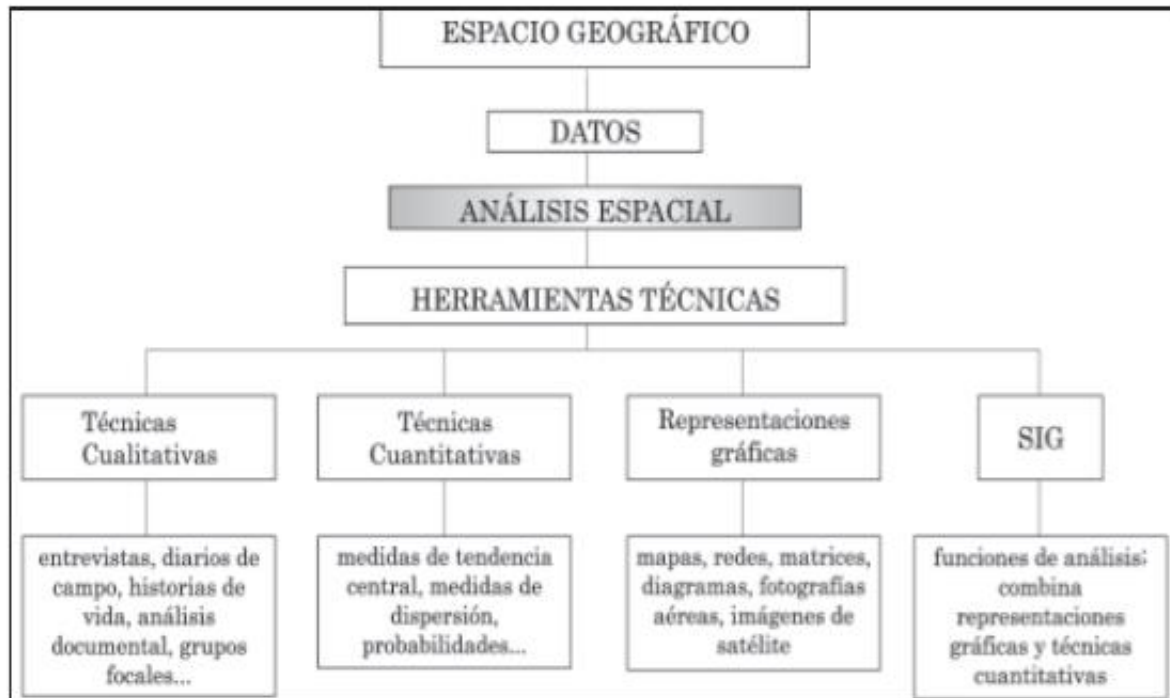 ESPACIO GEOGRÁFICO
DATOS
ANÁLISIS ESPACIAL
HERRAMIENTAS TÉCNICAS
Técnicas
Cualitativas
Técnicas
Cuantitativas
Representaciones
gráficas
SIG
entrevistas, diarios de
campo, historias de
vida, análisis
documental, grupos
focales...
medidas de tendencia
central, medidas de
dispersión,
probabilidades...
mapas, redes, matrices,
diagramas, fotografías
aéreas, imágenes de
satélite
funciones de análisis:
combina
representaciones
gráficas y técnicas
cuantitativas